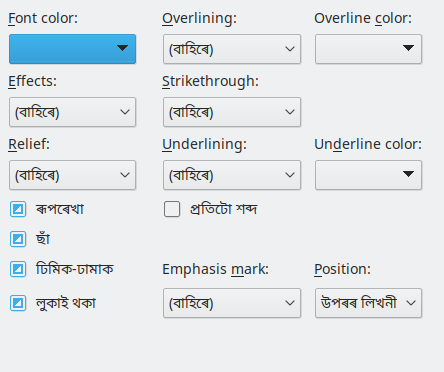 Font color: Overlining: Overline color:
(বাহিৰে) (বাহিৰে)
Effects: Strikethrough:
(বাহিৰে) (বাহিৰে)
Relief: Underlining: Underline color:
(বাহিৰে) (বাহিৰে)
ৰূপৰেখা প্ৰতিটো শব্দ
ছাঁ
টিমিক-ঢামাক Emphasis mark: Position:
লুকাই থকা (বাহিৰে) উপৰৰ লিখনী